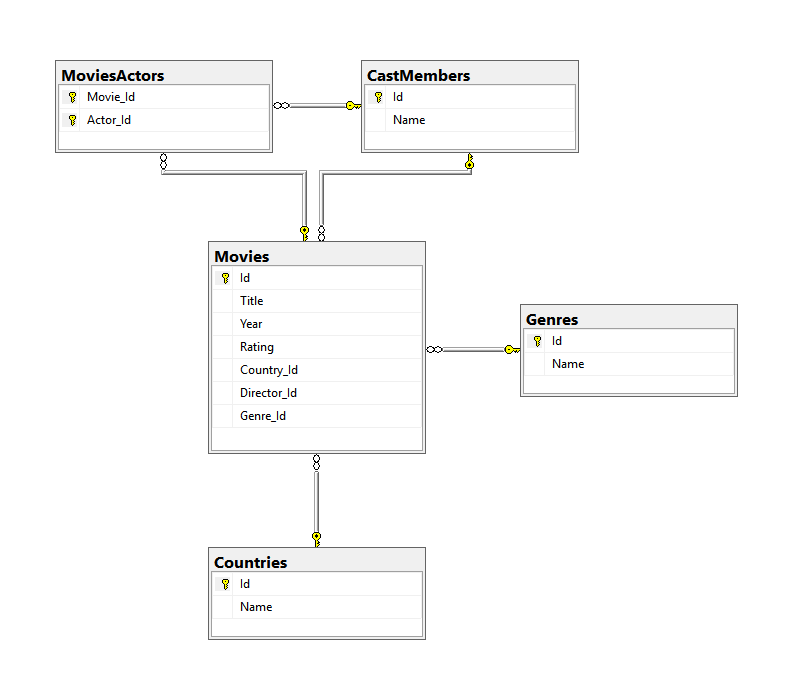 MoviesActors
Movie_Id
Actor_Id
CastMembers
Id
Name
Movies
Id
Title
Year
Rating
Country_Id
Director_Id
Genre_Id
Genres
Id
Name
Countries
Id
Name